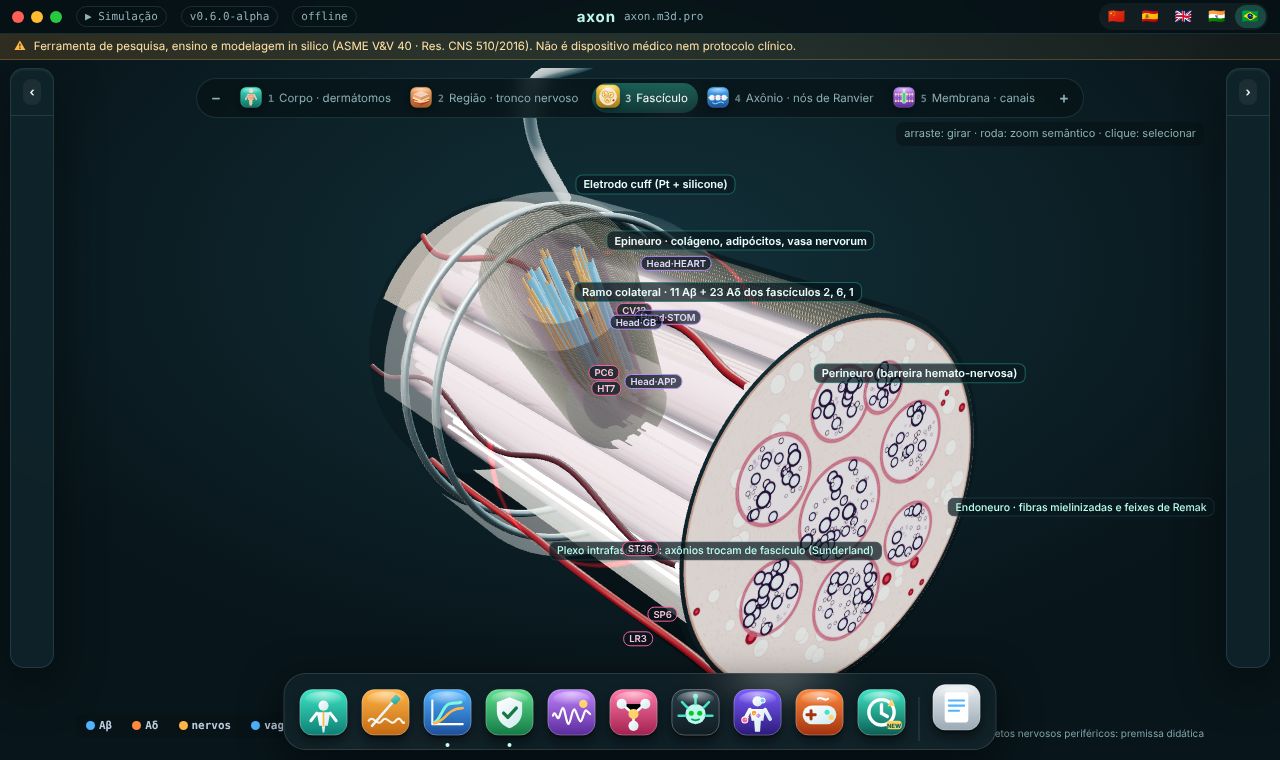 ▶ Simulação
v0.6.0-alpha
offline
axon axon.m3d.pro
⚠ Ferramenta de pesquisa, ensino e modelagem in silico (ASME V&V 40 · Res. CNS 510/2016). Não é dispositivo médico nem protocolo clínico.
− 1 Corpo · dermátomos 2 Região · tronco nervoso 3 Fascículo 4 Axônio · nós de Ranvier 5 Membrana · canais +
arraste: girar · roda: zoom semântico · clique: selecionar
Eletrodo cuff (Pt + silicone)
Epineuro · colágeno, adipócitos, vasa nervorum
Head·HEART
Ramo colateral · 11 Aβ + 23 Aδ dos fascículos 2, 6, 1
STOM
Head·GB
PC6
Head·APP
HT7
Perineuro (barreira hemato-nervosa)
Endoneuro · fibras mielinizadas e feixes de Remak
Plexo ST36 : axônios trocam de fascículo (Sunderland)
SP6
LR3
Aβ Aδ nervos
NEW
nervosos periféricos: premissa didática